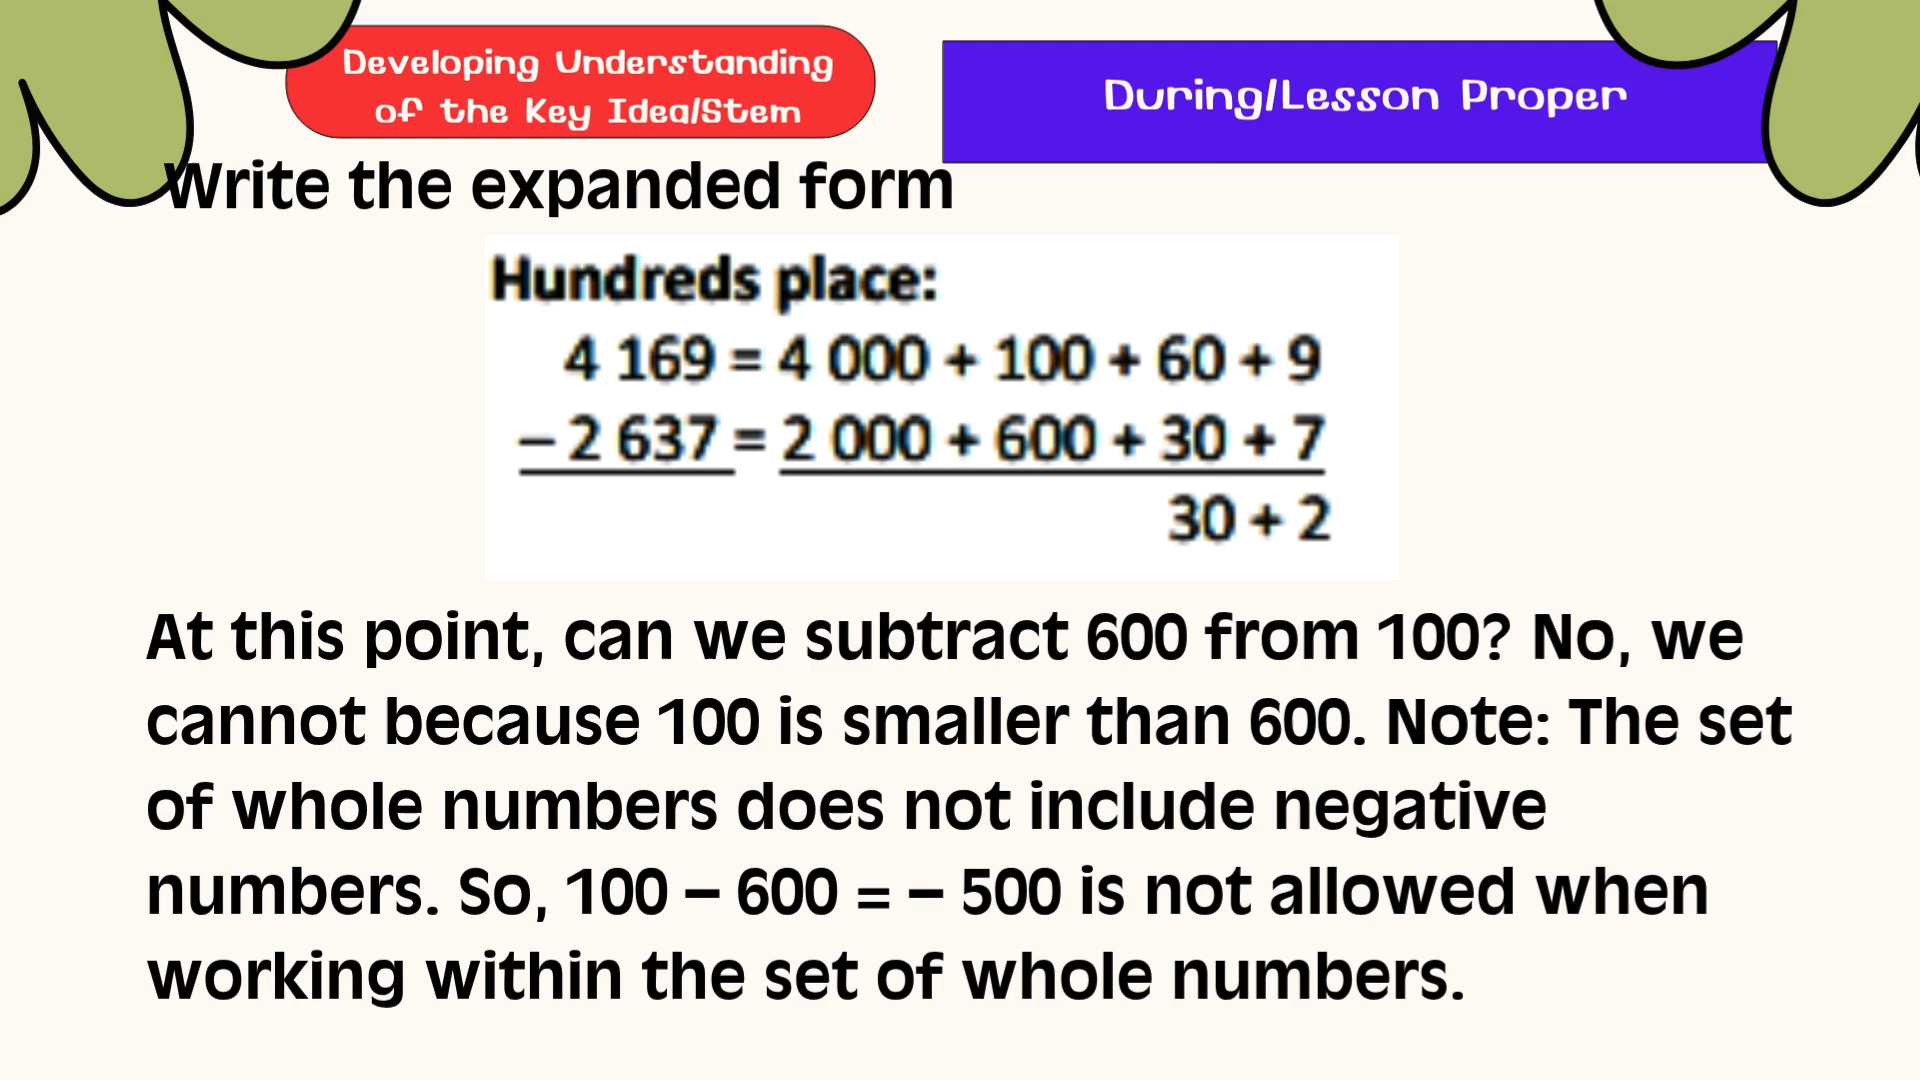 Developing Understanding
of the Key Idea/Stem
During/Lesson Proper
Write the expanded form
Hundreds place:
4 169 = 4 000 + 100 + 60 + 9
– 2 637 = 2 000 + 600 + 30 + 7
30 + 2
At this point, can we subtract 600 from 100? No, we
cannot because 100 is smaller than 600. Note: The set
of whole numbers does not include negative
numbers. So, 100 – 600 = – 500 is not allowed when
working within the set of whole numbers.